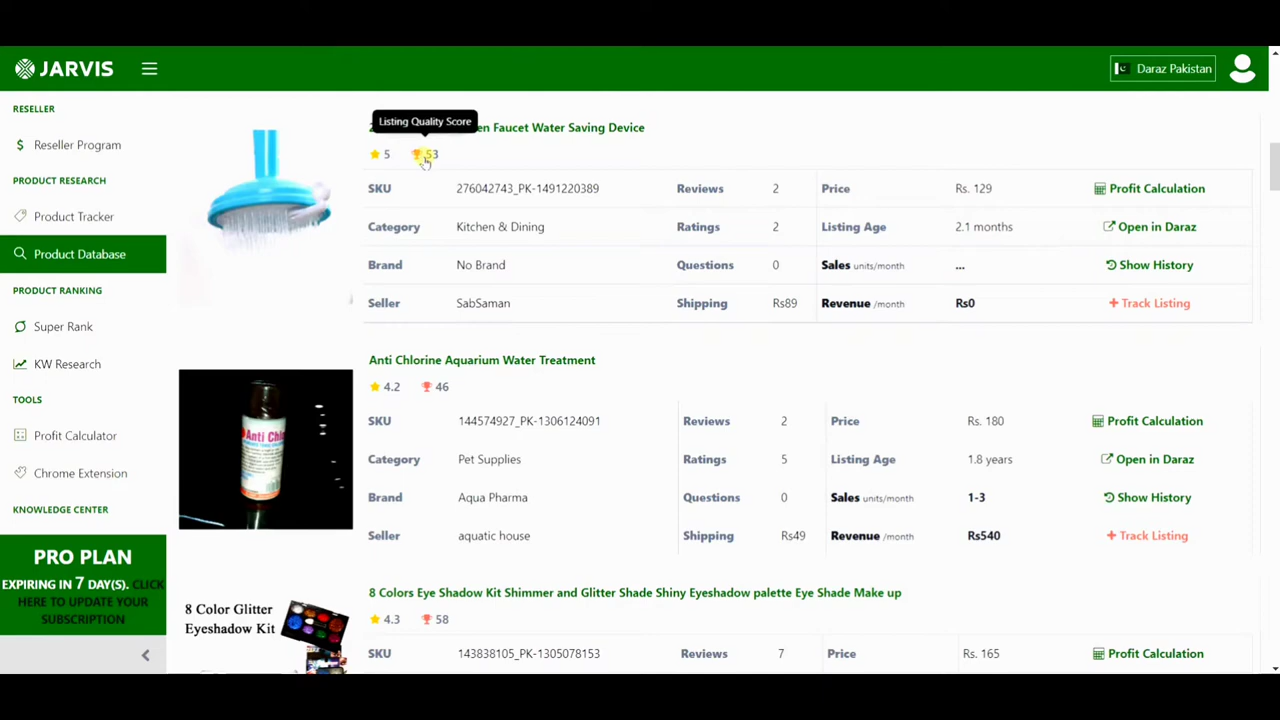 JARVIS
Daraz Pakistan
RESELLER
Reseller Program
PRODUCT RESEARCH
Product Tracker
Product Database
PRODUCT RANKING
Super Rank
KW Research
TOOLS
Profit Calculator
Chrome Extension
KNOWLEDGE CENTER
PRO PLAN
EXPIRING IN 7 DAY(S). CLICK
HERE TO UPDATE YOUR
SUBSCRIPTION
Listing Quality Score
Faucet Water Saving Device
5 53
SKU 276042743_PK-1491220389 Reviews 2 Price Rs. 129 Profit Calculation
Category Kitchen & Dining Ratings 2 Listing Age 2.1 months Open in Daraz
Brand No Brand Questions 0 Sales units/month ... Show History
Seller SabSaman Shipping Rs89 Revenue /month Rs0 + Track Listing
Anti Chlorine Aquarium Water Treatment
4.2 46
SKU 144574927_PK-1306124091 Reviews 2 Price Rs. 180 Profit Calculation
Category Pet Supplies Ratings 5 Listing Age 1.8 years Open in Daraz
Brand Aqua Pharma Questions 0 Sales units/month 1-3 Show History
Seller aquatic house Shipping Rs49 Revenue /month Rs540 + Track Listing
Anti Chl
8 Colors Eye Shadow Kit Shimmer and Glitter Shade Shiny Eyeshadow palette Eye Shade Make up
4.3 58
8 Color Glitter
Eyeshadow Kit
SKU 143838105_PK-1305078153 Reviews 7 Price Rs. 165 Profit Calculation